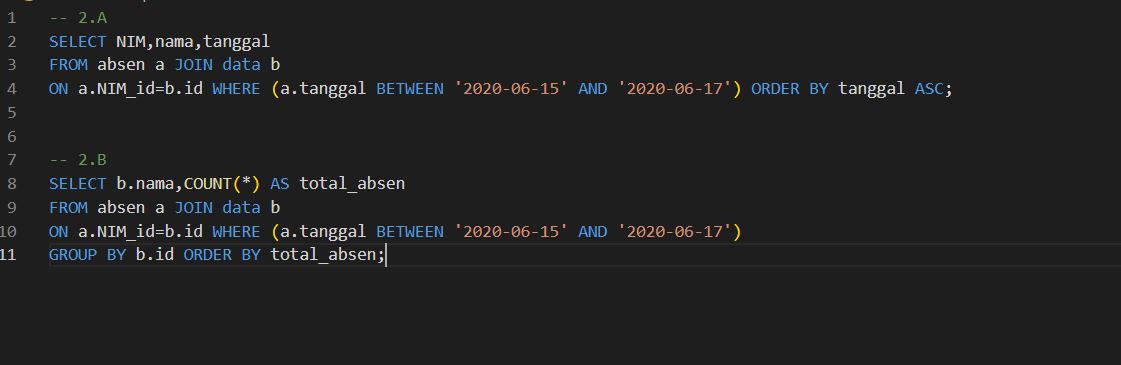 1 -- 2.A
2 SELECT NIM,nama,tanggal
3 FROM absen a JOIN data b
4 ON a.NIM_id=b.id WHERE (a.tanggal BETWEEN '2020-06-15' AND '2020-06-17') ORDER BY tanggal ASC;
5
6
7 -- 2.B
8 SELECT b.nama,COUNT(*) AS total_absen
9 FROM absen a JOIN data b
10 ON a.NIM_id=b.id WHERE (a.tanggal BETWEEN '2020-06-15' AND '2020-06-17')
11 GROUP BY b.id ORDER BY total_absen;